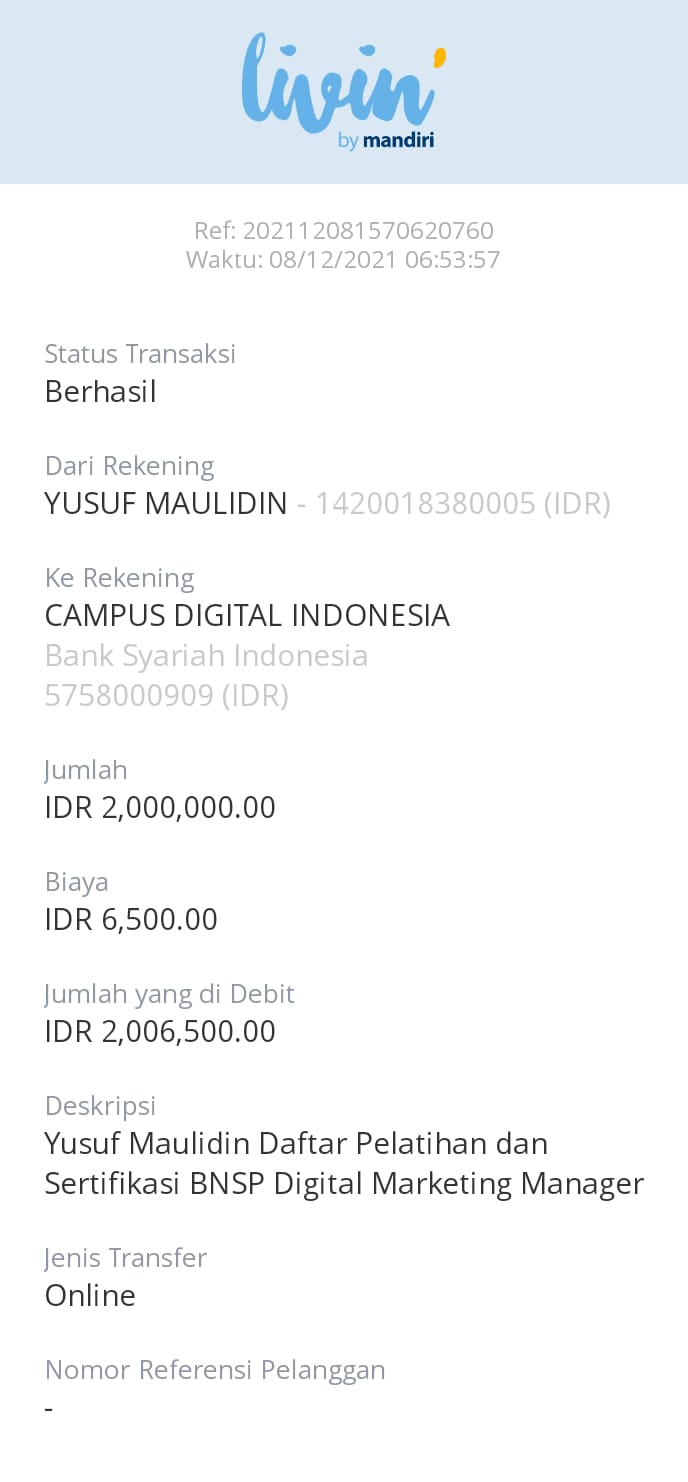 livin'
by mandiri
Ref: 202112081570620760
Waktu: 08/12/2021 06:53:57
Status Transaksi
Berhasil
Dari Rekening
YUSUF MAULIDIN - 1420018380005 (IDR)
Ke Rekening
CAMPUS DIGITAL INDONESIA
Bank Syariah Indonesia
5758000909 (IDR)
Jumlah
IDR 2,000,000.00
Biaya
IDR 6,500.00
Jumlah yang di Debit
IDR 2,006,500.00
Deskripsi
Yusuf Maulidin Daftar Pelatihan dan
Sertifikasi BNSP Digital Marketing Manager
Jenis Transfer
Online
Nomor Referensi Pelanggan
-